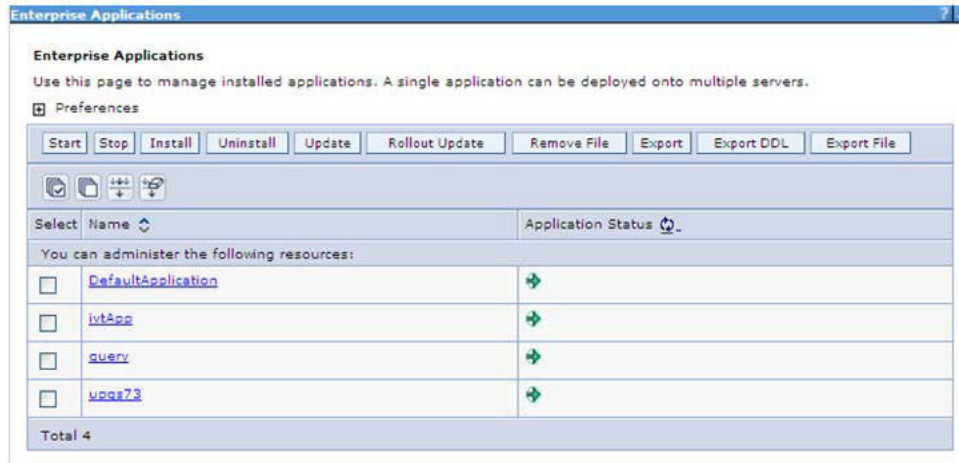 Enterprise Applications ?
Enterprise Applications
Use this page to manage installed applications. A single application can be deployed onto multiple servers.
Preferences
Start Stop Install Uninstall Update Rollout Update Remove File Export Export DDL Export File
Select Name Application Status
You can administer the following resources:
DefaultApplication
ivtApp
query
upgs73
Total 4